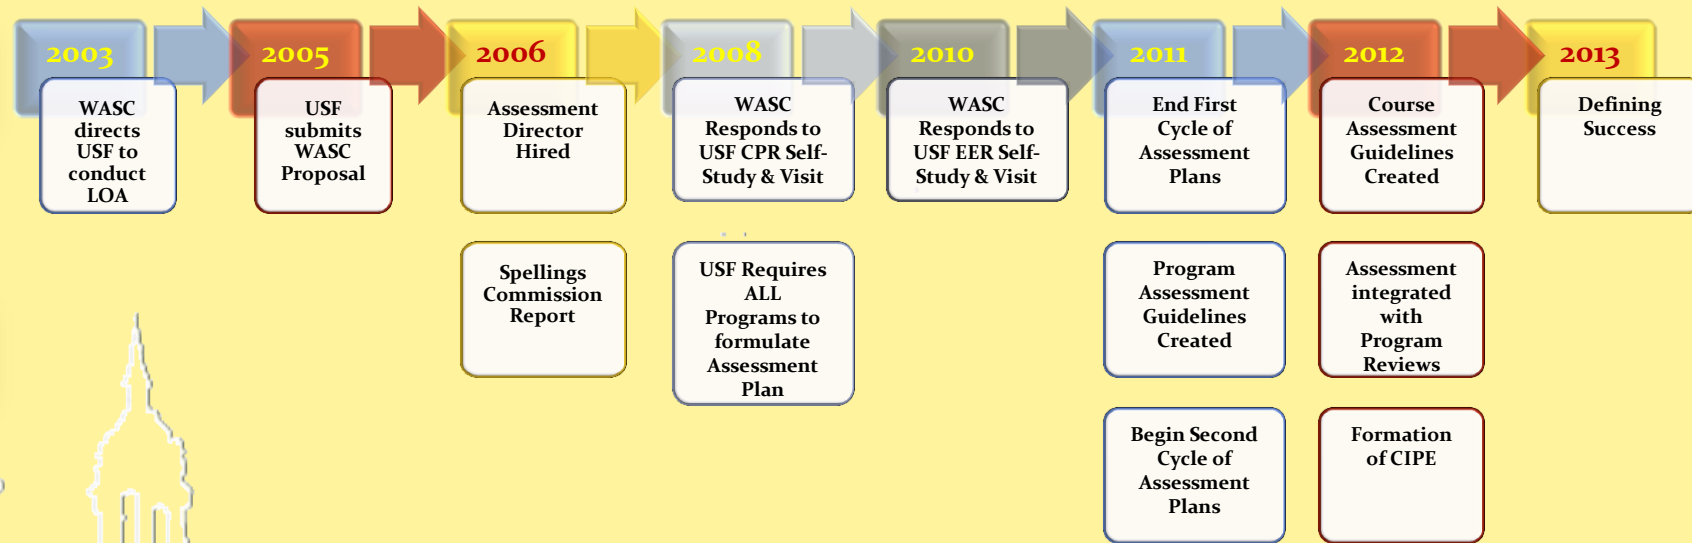 2003
WASC
directs
USF to
conduct
LOA
2005
USF
submits
WASC
Proposal
2006
Assessment
Director
Hired
Spellings
Commission
Report
2008
WASC
Responds to
USF CPR Self-
Study & Visit
USF Requires
ALL
Programs to
formulate
Assessment
Plan
2010
WASC
Responds to
USF EER Self-
Study & Visit
2011
End First
Cycle of
Assessment
Plans
Program
Assessment
Guidelines
Created
Begin Second
Cycle of
Assessment
Plans
2012
Course
Assessment
Guidelines
Created
Assessment
integrated
with
Program
Reviews
Formation
of CIPE
2013
Defining
Success